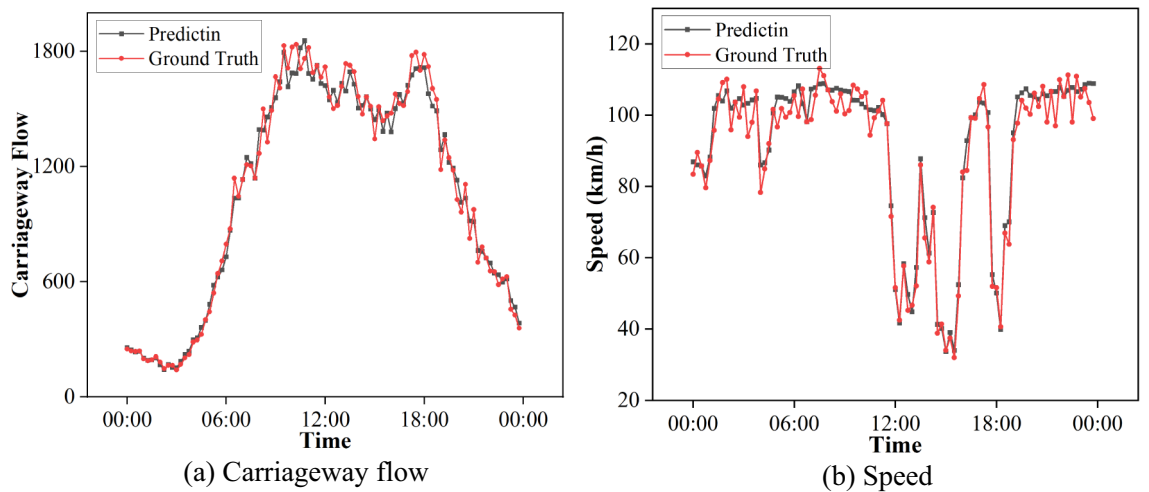 Predictin
Ground Truth
Carriageway Flow
1800
1200
600
0
00:00 06:00 12:00 18:00 00:00
Time
(a) Carriageway flow
Predictin
Ground Truth
Speed (km/h)
120
100
80
60
40
20
00:00 06:00 12:00 18:00 00:00
Time
(b) Speed